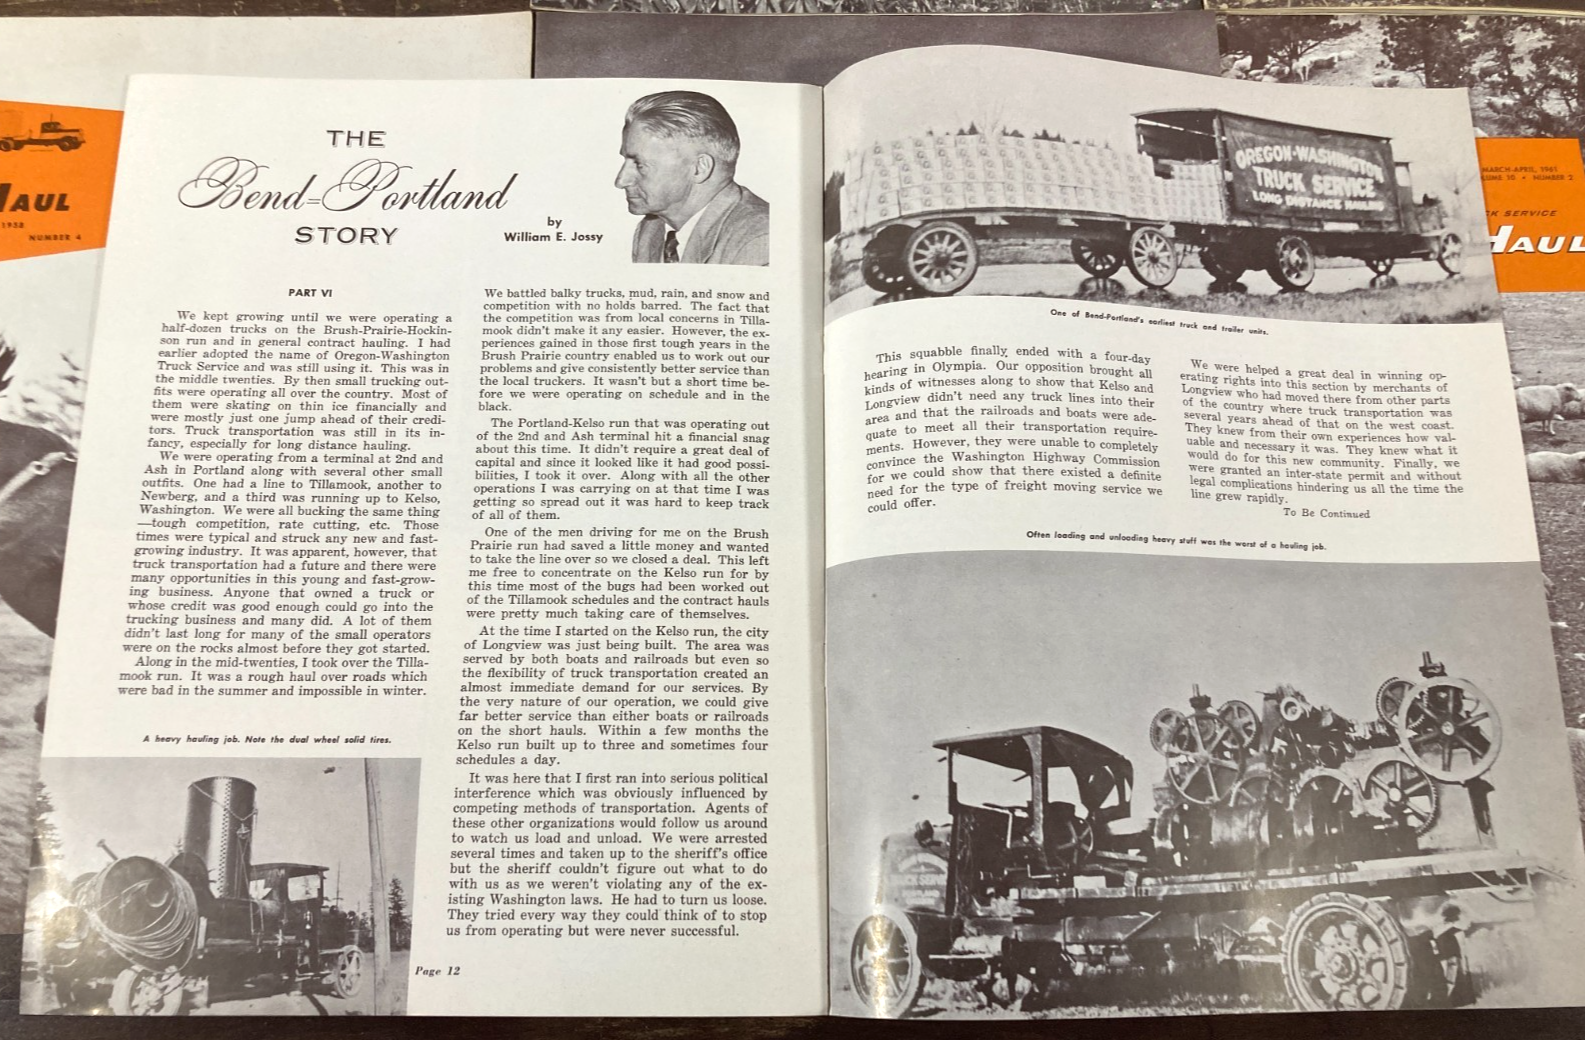 HAUL
1958
NUMBER 4
THE
Bend-Portland
STORY
by
William E. Jossy
PART VI
We kept growing until we were operating a
half-dozen trucks on the Brush-Prairie-Hockin-
son run and in general contract hauling. I had
earlier adopted the name of Oregon-Washington
Truck Service and was still using it. This was in
the middle twenties. By then small trucking out-
fits were operating all over the country. Most of
them were skating on thin ice financially and
were mostly just one jump ahead of their credi-
tors. Truck transportation was still in its in-
fancy, especially for long distance hauling.
We were operating from a terminal at 2nd and
Ash in Portland along with several other small
outfits. One had a line to Tillamook, another to
Newberg, and a third was running up to Kelso,
Washington. We were all bucking the same thing
—tough competition, rate cutting, etc. Those
times were typical and struck any new and fast-
growing industry. It was apparent, however, that
truck transportation had a future and there were
many opportunities in this young and fast-grow-
ing business. Anyone that owned a truck or
whose credit was good enough could go into the
trucking business and many did. A lot of them
didn't last long for many of the small operators
were on the rocks almost before they got started.
Along in the mid-twenties, I took over the Tilla-
mook run. It was a rough haul over roads which
were bad in the summer and impossible in winter.
A heavy hauling job. Note the dual wheel solid tires.
We battled balky trucks, mud, rain, and snow and
competition with no holds barred. The fact that
the competition was from local concerns in Tilla-
mook didn't make it any easier. However, the ex-
periences gained in those first tough years in the
Brush Prairie country enabled us to work out our
problems and give consistently better service than
the local truckers. It wasn't but a short time be-
fore we were operating on schedule and in the
black.
The Portland-Kelso run that was operating out
of the 2nd and Ash terminal hit a financial snag
about this time. It didn't require a great deal of
capital and since it looked like it had good possi-
bilities, I took it over. Along with all the other
operations I was carrying on at that time I was
getting so spread out it was hard to keep track
of all of them.
One of the men driving for me on the Brush
Prairie run had saved a little money and wanted
to take the line over so we closed a deal. This left
me free to concentrate on the Kelso run for by
this time most of the bugs had been worked out
of the Tillamook schedules and the contract hauls
were pretty much taking care of themselves.
At the time I started on the Kelso run, the city
of Longview was just being built. The area was
served by both boats and railroads but even so
the flexibility of truck transportation created an
almost immediate demand for our services. By
the very nature of our operation, we could give
far better service than either boats or railroads
on the short hauls. Within a few months the
Kelso run built up to three and sometimes four
schedules a day.
It was here that I first ran into serious political
interference which was obviously influenced by
competing methods of transportation. Agents of
these other organizations would follow us around
to watch us load and unload. We were arrested
several times and taken up to the sheriff's office
but the sheriff couldn't figure out what to do
with us as we weren't violating any of the ex-
isting Washington laws. He had to turn us loose.
They tried every way they could think of to stop
us from operating but were never successful.
Page 12
OREGON-WASHINGTON
TRUCK SERVICE
LONG DISTANCE HAULING
One of Bend-Portland's earliest truck and trailer units.
This squabble finally ended with a four-day
hearing in Olympia. Our opposition brought all
kinds of witnesses along to show that Kelso and
Longview didn't need any truck lines into their
area and that the railroads and boats were ade-
quate to meet all their transportation require-
ments. However, they were unable to completely
convince the Washington Highway Commission
for we could show that there existed a definite
need for the type of freight moving service we
could offer.
We were helped a great deal in winning op-
erating rights into this section by merchants of
Longview who had moved there from other parts
of the country where truck transportation was
several years ahead of that on the west coast.
They knew from their own experiences how val-
uable and necessary it was. They knew what it
would do for this new community. Finally, we
were granted an inter-state permit and without
legal complications hindering us all the time the
line grew rapidly.
To Be Continued
Often loading and unloading heavy stuff was the worst of a hauling job.
MARCH-APRIL, 1961
NUMBER 2
SERVICE
HAUL